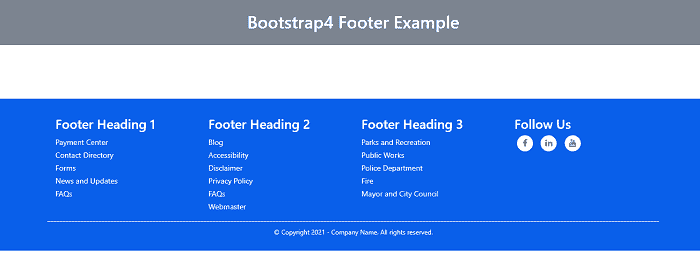 Bootstrap4 Footer Example
Footer Heading 1
Payment Center
Contact Directory
Forms
News and Updates
FAQs
Footer Heading 2
Blog
Accessibility
Disclaimer
Privacy Policy
FAQs
Webmaster
Footer Heading 3
Parks and Recreation
Public Works
Police Department
Fire
Mayor and City Council
Follow Us
© Copyright 2021 - Company Name. All rights reserved.